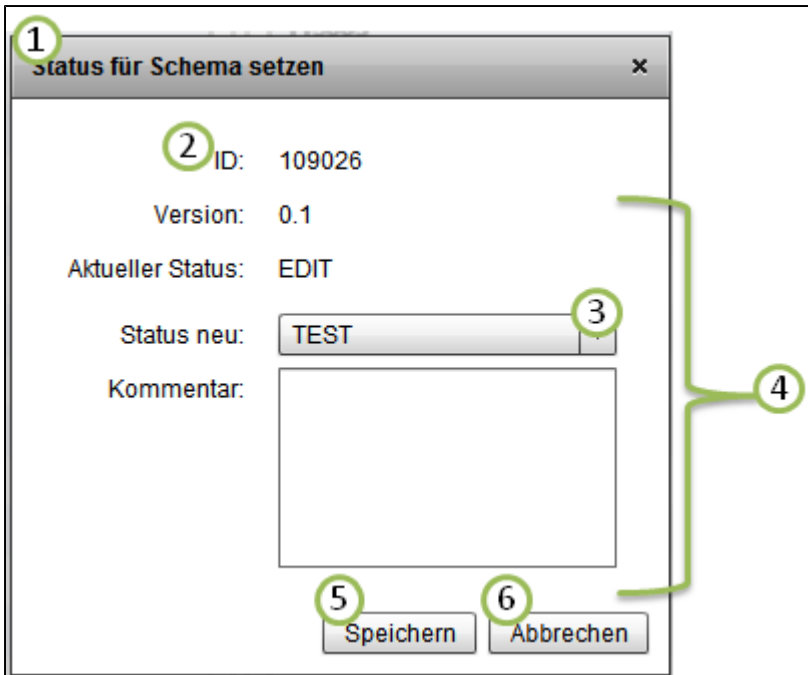 1
Status für Schema setzen x
2
ID: 109026
Version: 0.1
Aktueller Status: EDIT
3
Status neu: TEST
Kommentar:
4
5 6
Speichern Abbrechen